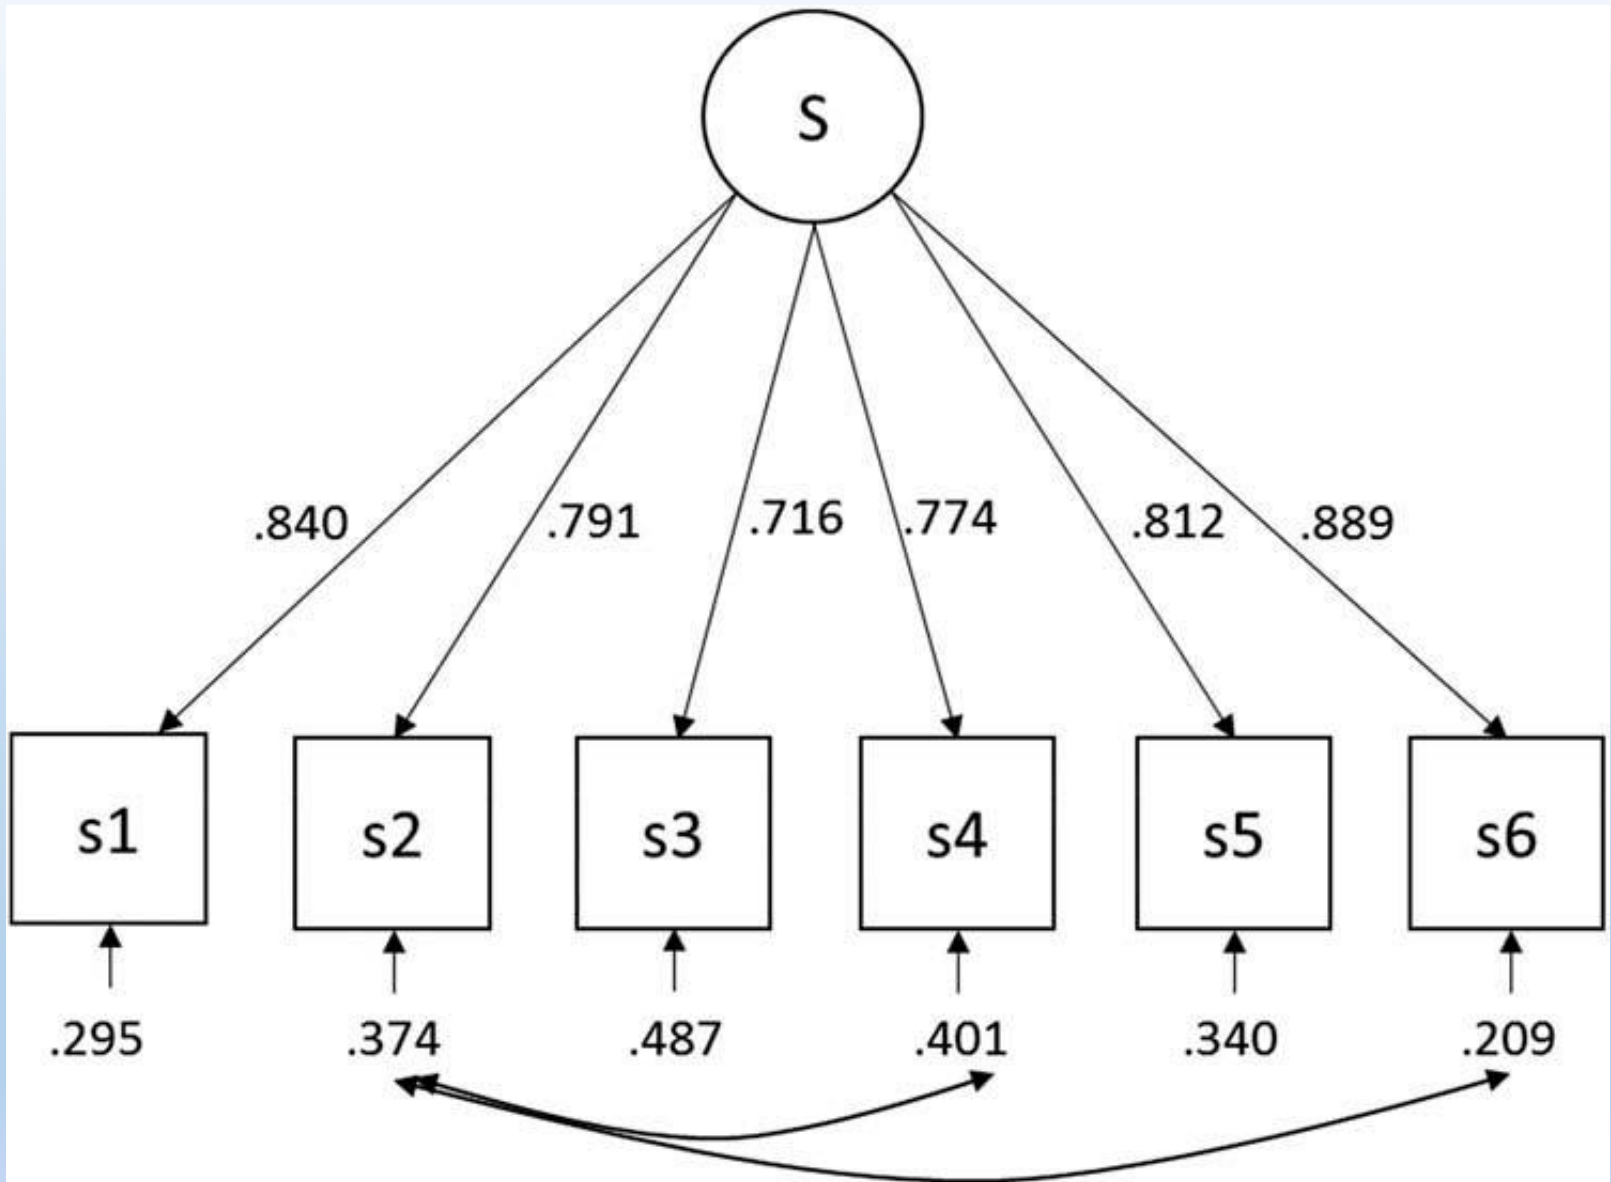 S
.840 .791 .716 .774 .812 .889
s1 s2 s3 s4 s5 s6
.295 .374 .487 .401 .340 .209